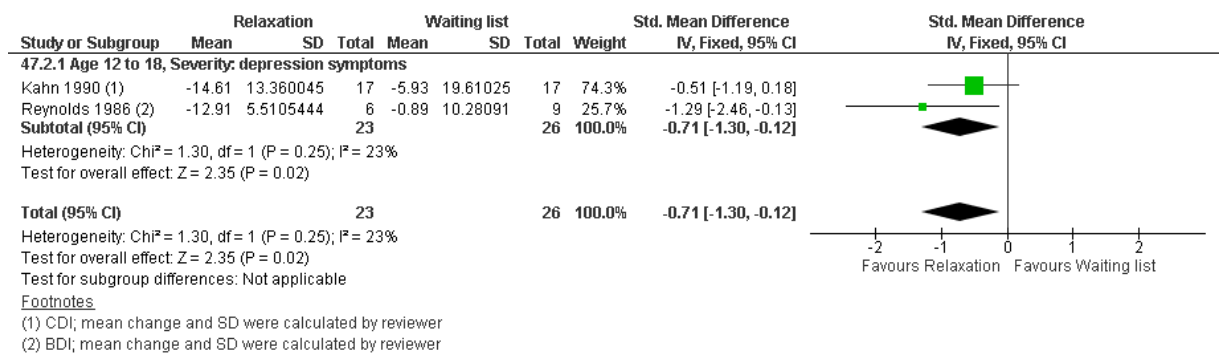 Relaxation Waiting list Std. Mean Difference Std. Mean Difference
Study or Subgroup Mean SD Total Mean SD Total Weight IV, Fixed, 95% CI IV, Fixed, 95% CI
47.2.1 Age 12 to 18, Severity: depression symptoms
Kahn 1990 (1) -14.61 13.360045 17 -5.93 19.61025 17 74.3% -0.51 [-1.19, 0.18]
Reynolds 1986 (2) -12.91 5.5105444 6 -0.89 10.28091 9 25.7% -1.29 [-2.46, -0.13]
Subtotal (95% CI) 23 26 100.0% -0.71 [-1.30, -0.12]
Heterogeneity: Chi² = 1.30, df = 1 (P = 0.25); I² = 23%
Test for overall effect: Z = 2.35 (P = 0.02)
Total (95% CI) 23 26 100.0% -0.71 [-1.30, -0.12]
Heterogeneity: Chi² = 1.30, df = 1 (P = 0.25); I² = 23%
Test for overall effect: Z = 2.35 (P = 0.02)
Test for subgroup differences: Not applicable
-2 -1 0 1 2
Favours Relaxation Favours Waiting list
Footnotes
(1) CDI; mean change and SD were calculated by reviewer
(2) BDI; mean change and SD were calculated by reviewer